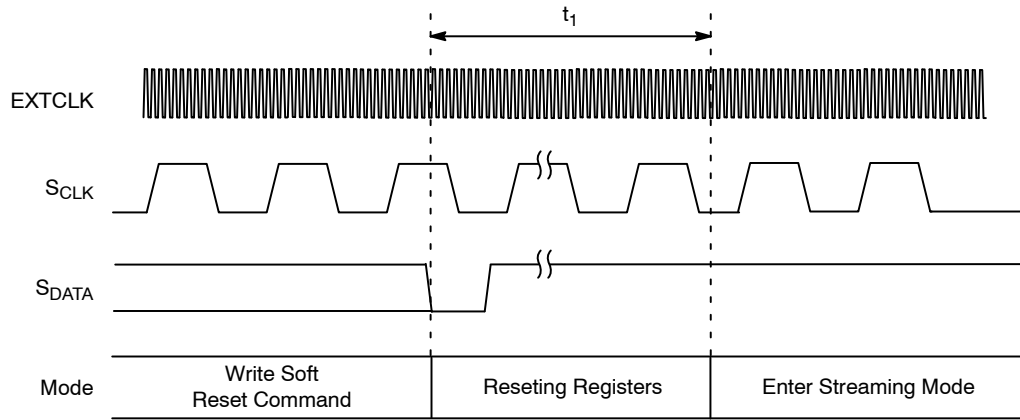 t1
EXTCLK
SCLK
SDATA
Mode
Write Soft
Reset Command
Reseting Registers
Enter Streaming Mode